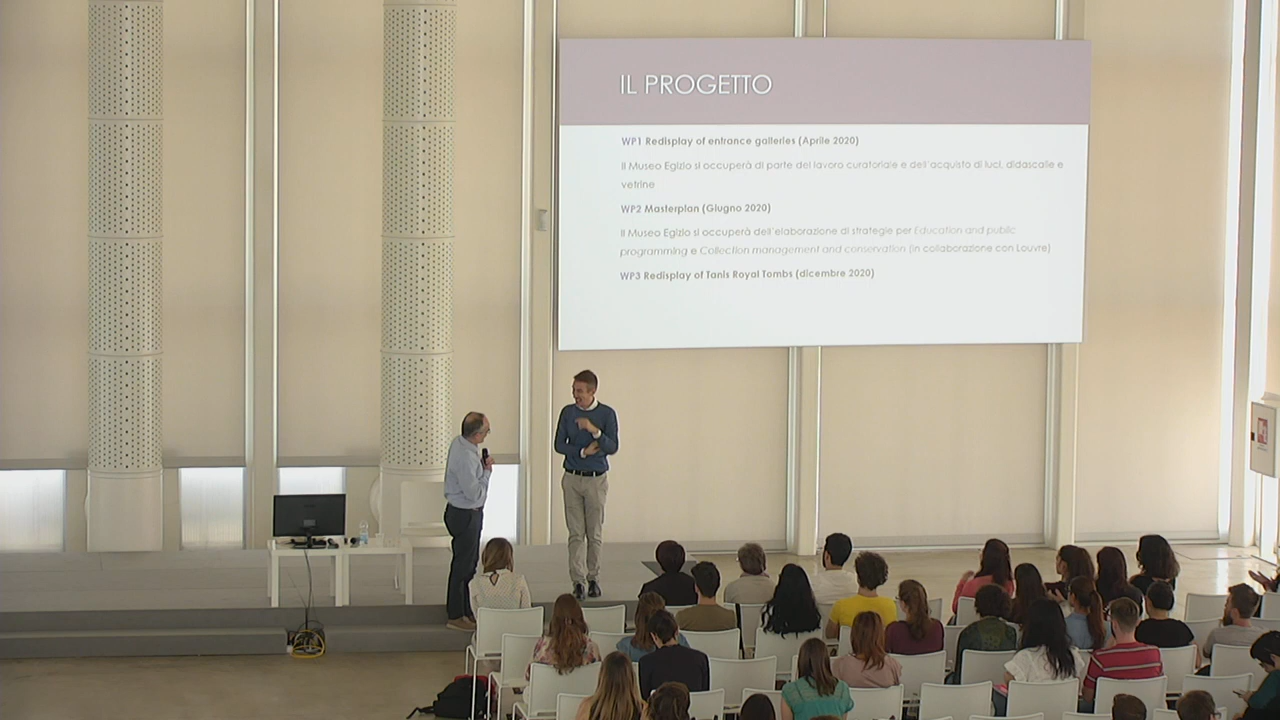 IL PROGETTO
WP1 Redisplay of entrance galleries (Aprile 2020)
Il Museo Egizio si occuperà di parte del lavoro curatoriale e dell'acquisto di luci, didascalie e
vetrine
WP2 Masterplan (Giugno 2020)
Il Museo Egizio si occuperà dell'elaborazione di strategie per Education and public
programming e Collection management and conservation (in collaborazione con Louvre)
WP3 Redisplay of Tanis Royal Tombs (dicembre 2020)